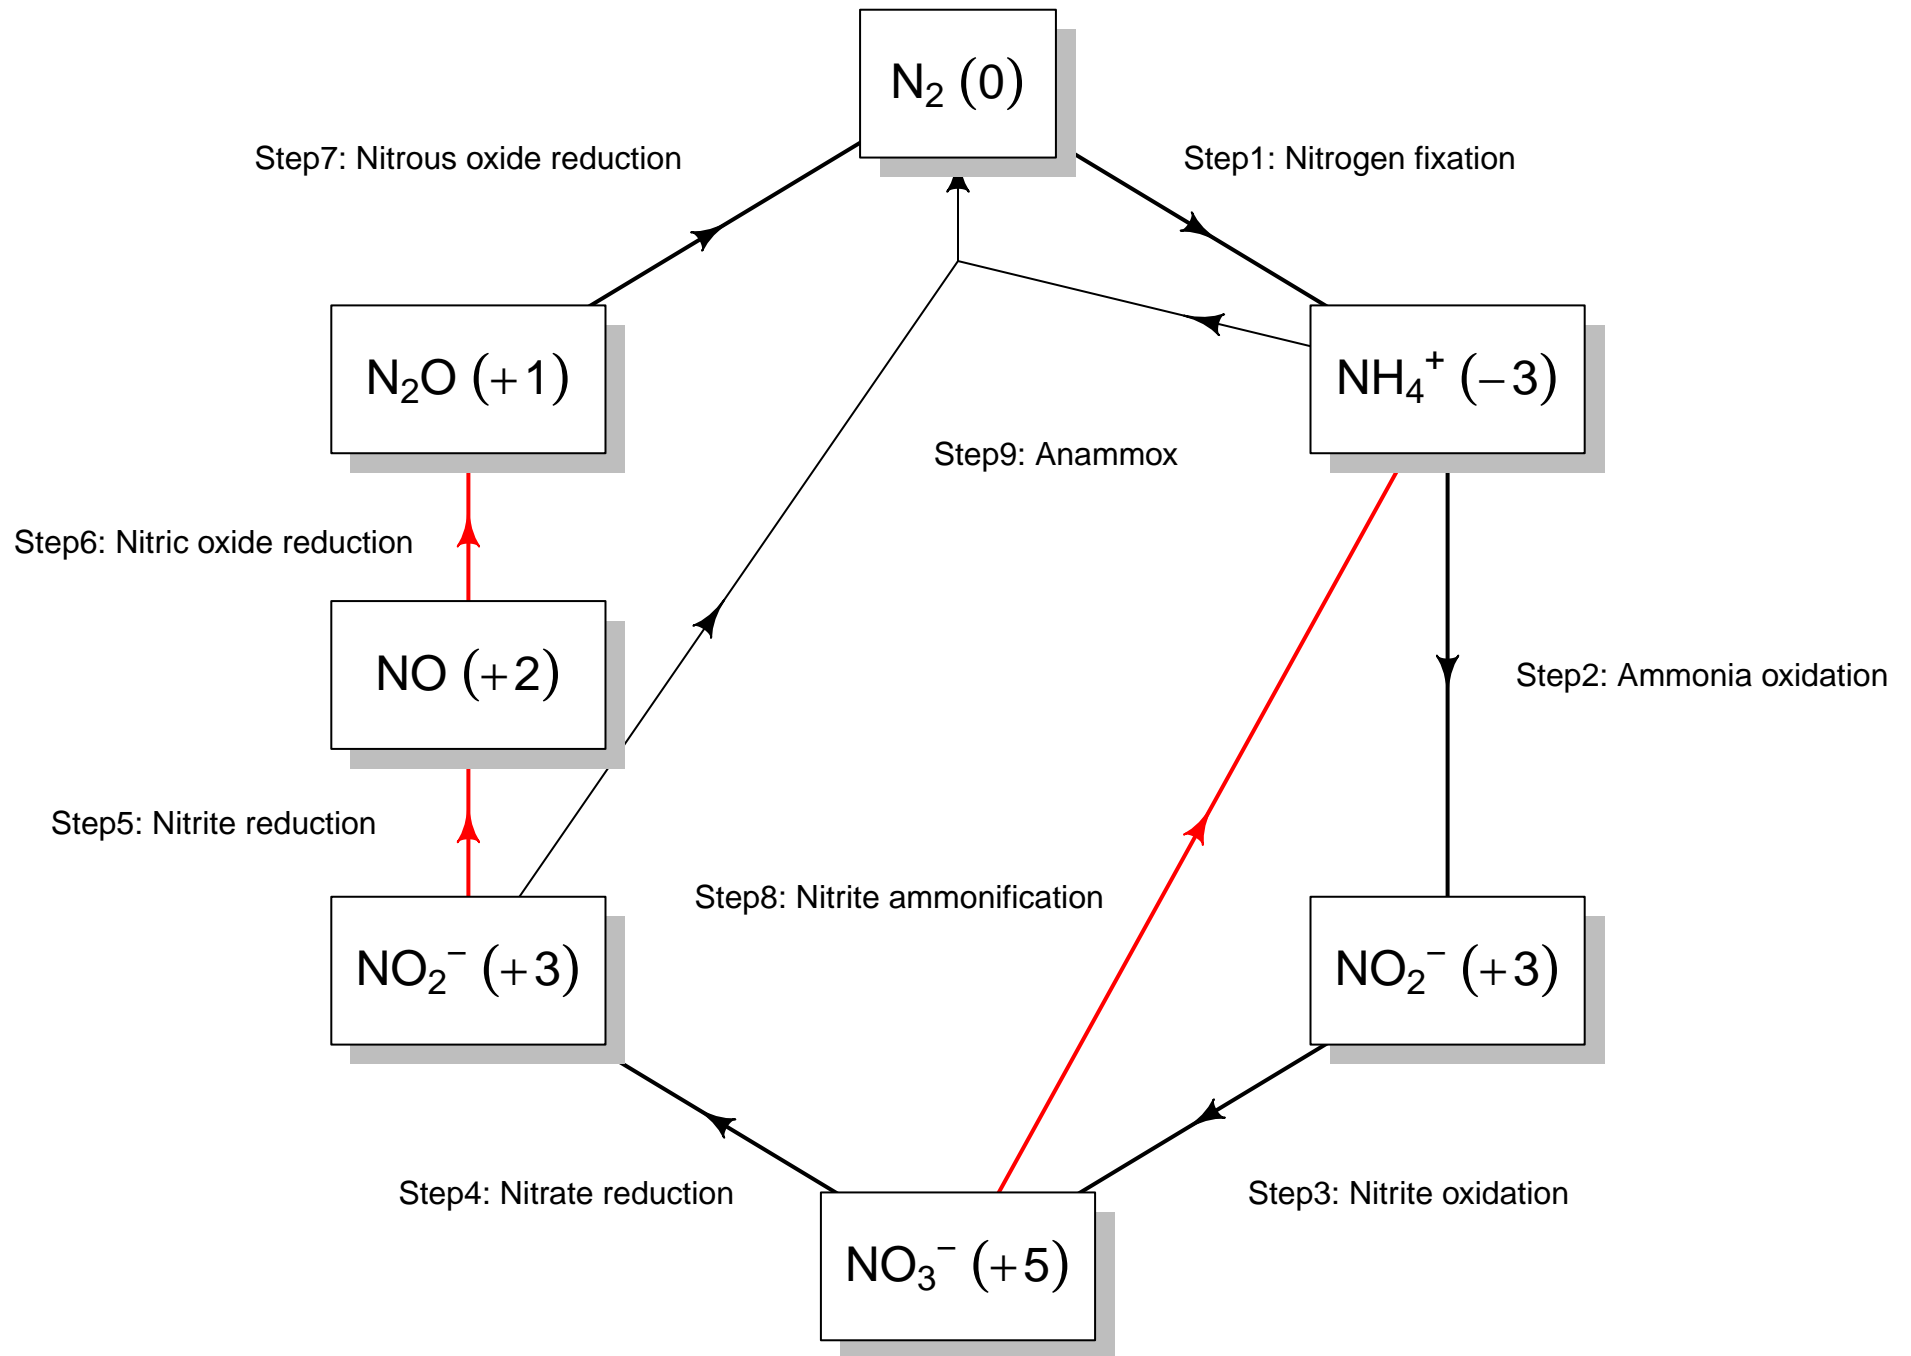 N₂ (0)
Step7: Nitrous oxide reduction
Step1: Nitrogen fixation
N₂O (+1)
NH₄⁺ (−3)
Step9: Anammox
Step6: Nitric oxide reduction
NO (+2)
Step2: Ammonia oxidation
Step5: Nitrite reduction
Step8: Nitrite ammonification
NO₂⁻ (+3)
NO₂⁻ (+3)
Step4: Nitrate reduction
Step3: Nitrite oxidation
NO₃⁻ (+5)